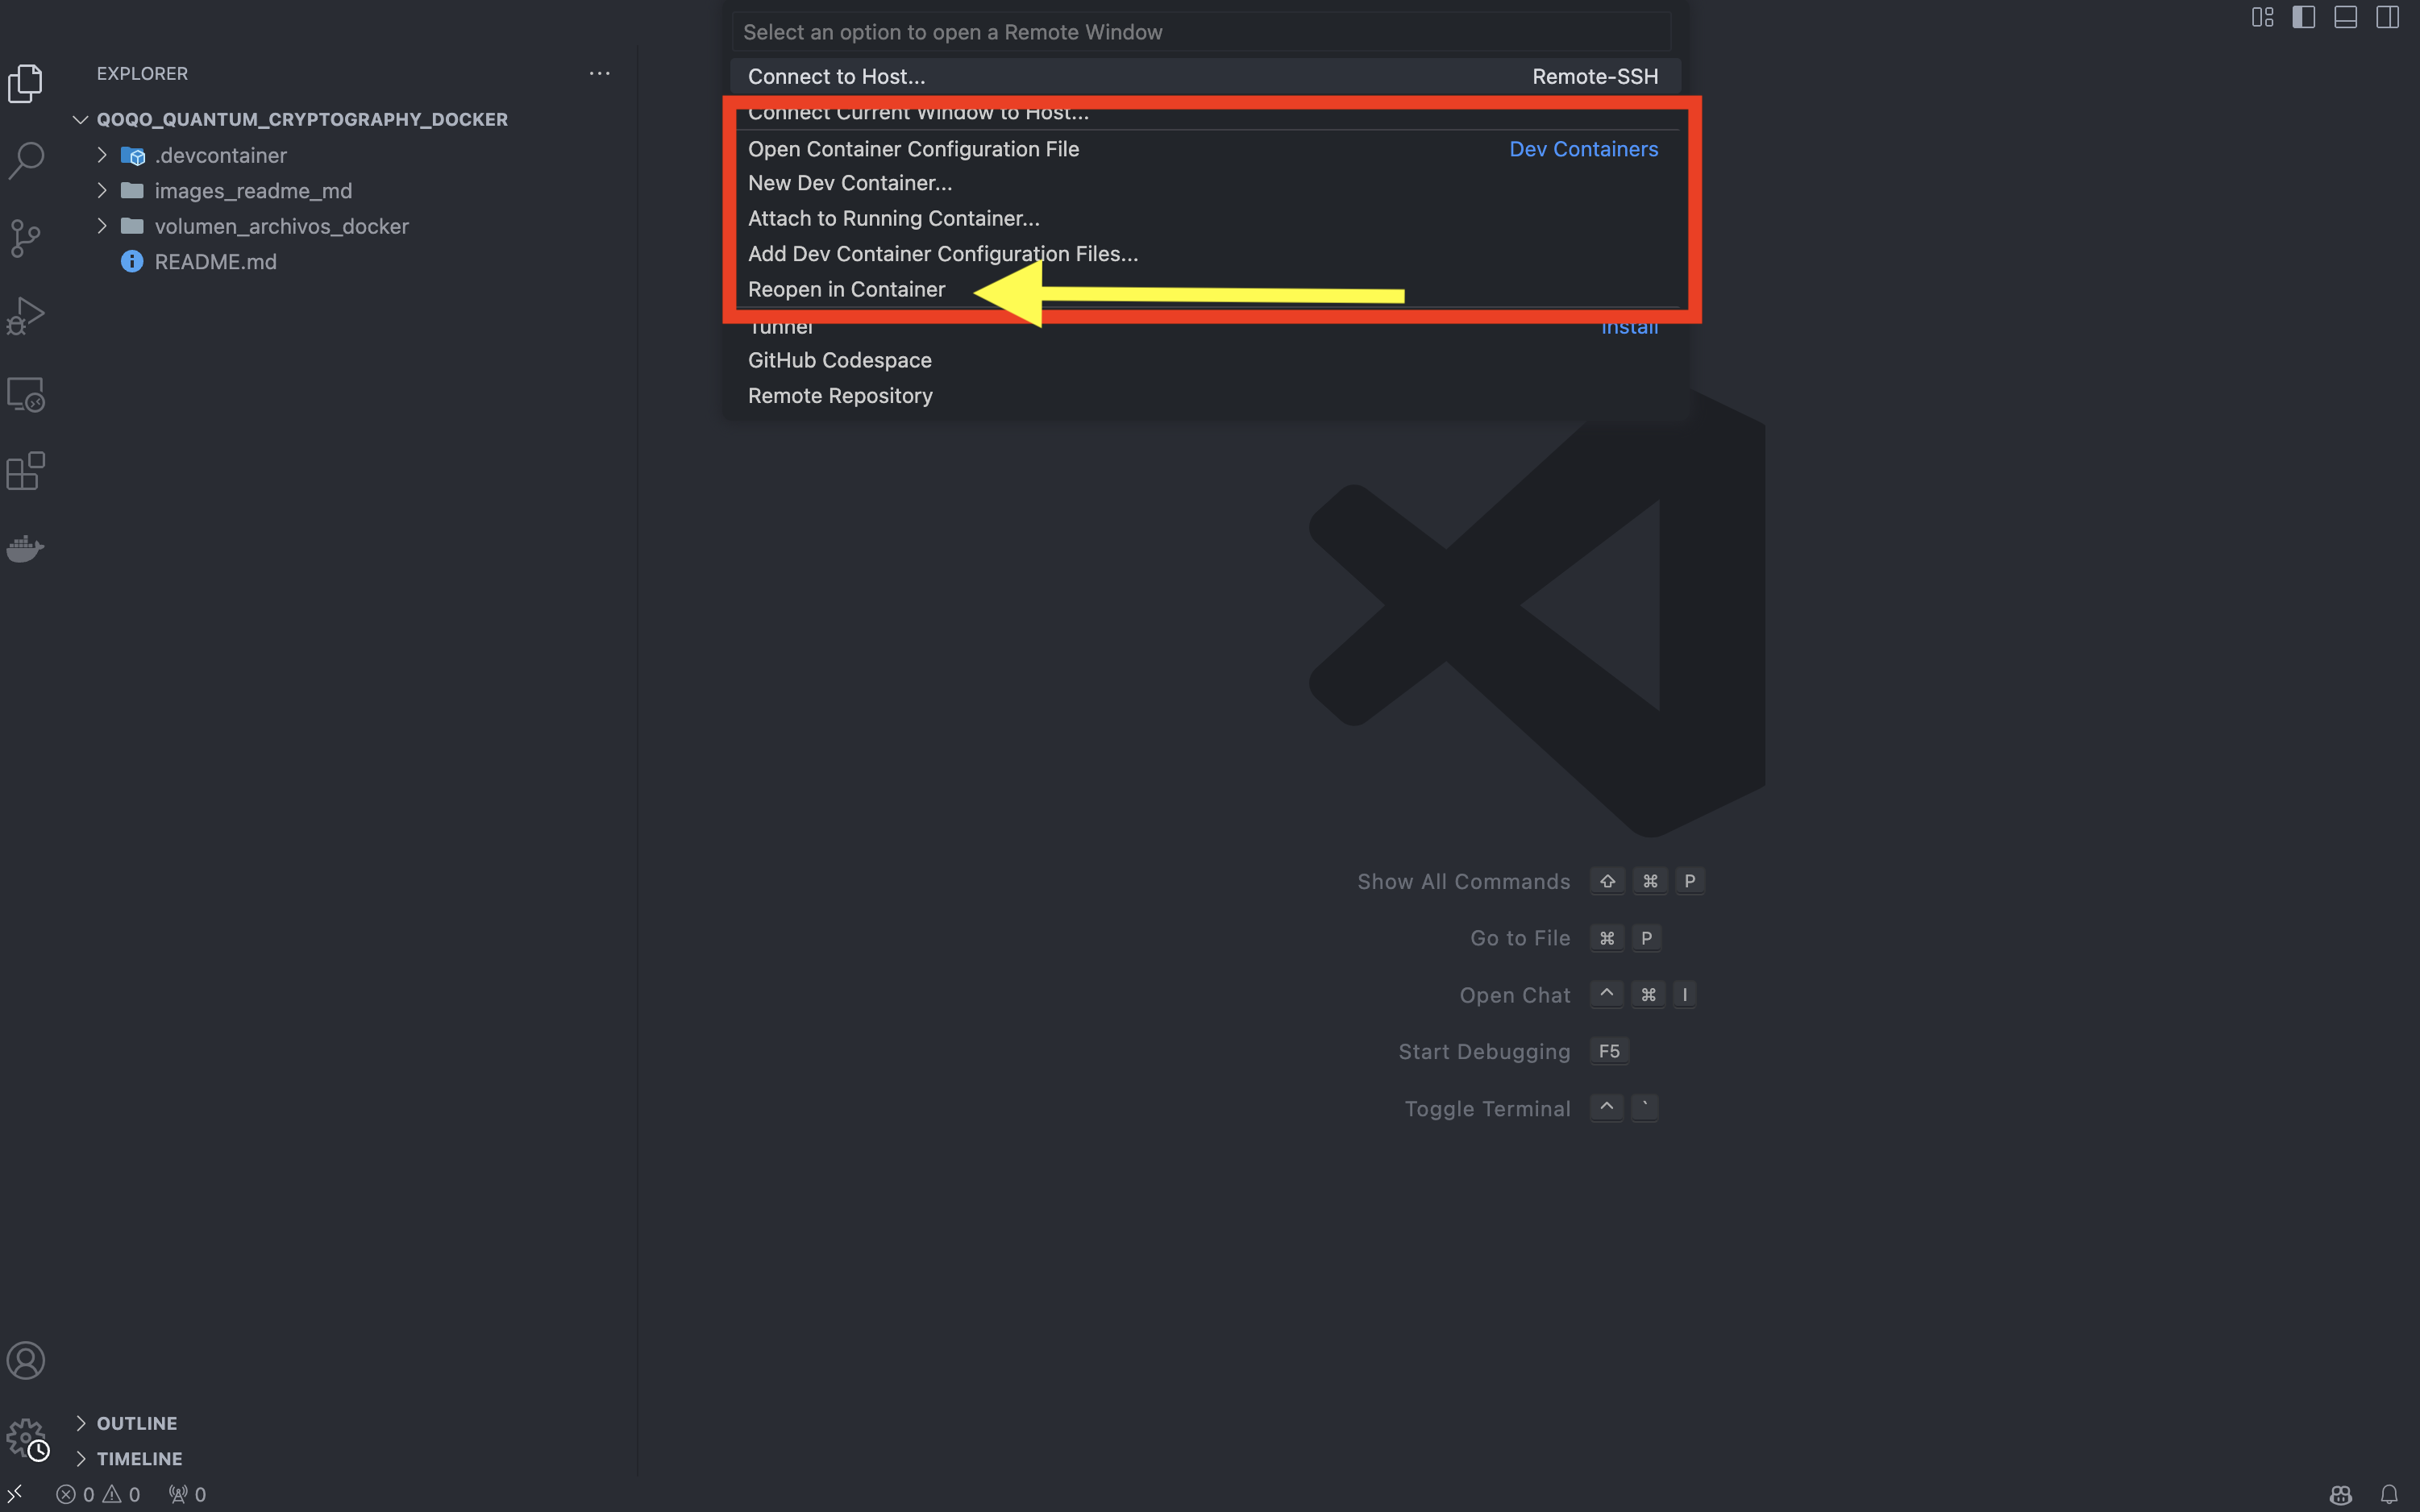 Select an option to open a Remote Window
Connect to Host... Remote-SSH
Connect Current Window to Host...
Open Container Configuration File Dev Containers
New Dev Container...
Attach to Running Container...
Add Dev Container Configuration Files...
Reopen in Container
Tunnel Install
GitHub Codespace
Remote Repository
EXPLORER
QOQO_QUANTUM_CRYPTOGRAPHY_DOCKER
.devcontainer
images_readme_md
volumen_archivos_docker
README.md
Show All Commands ⇧ ⌘ P
Go to File ⌘ P
Open Chat ^ ⌘ I
Start Debugging F5
Toggle Terminal ^ `
OUTLINE
TIMELINE
0 0 0